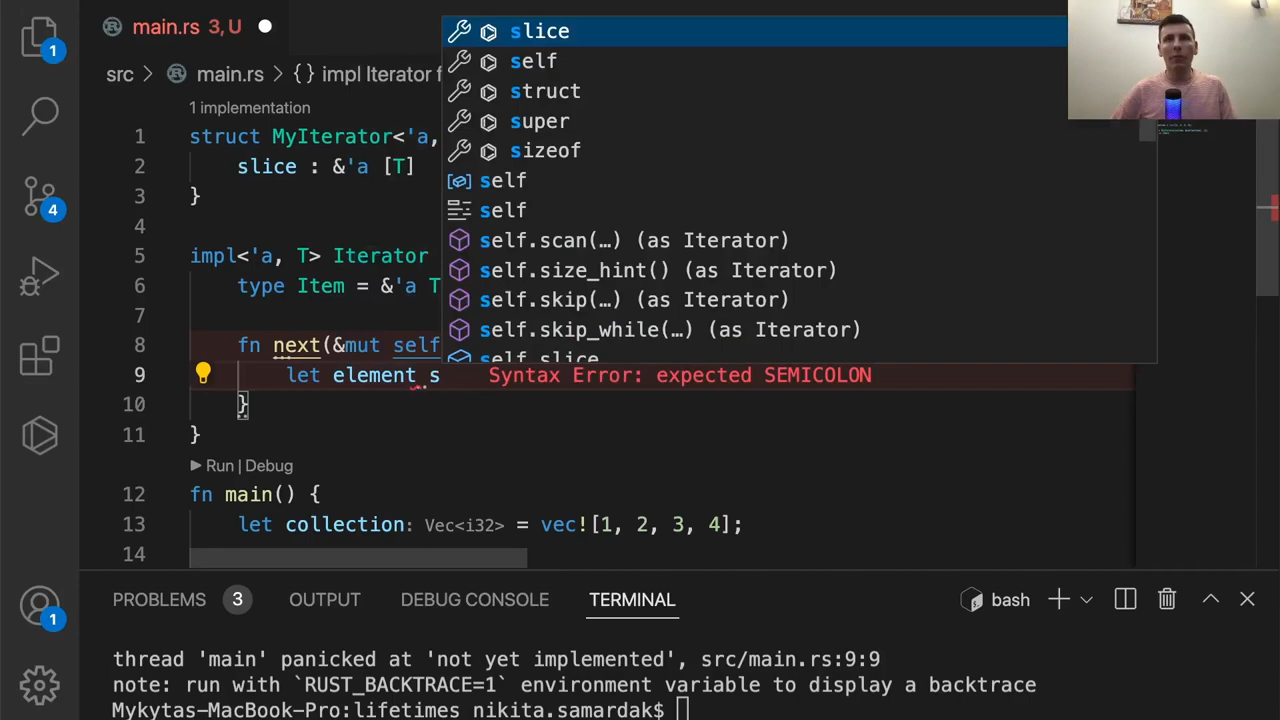 main.rs 3, U
src > main.rs > {} impl Iterator f
1 implementation
1 struct MyIterator<'a,
2 slice : &'a [T]
3 }
4
5 impl<'a, T> Iterator
6 type Item = &'a T
7
8 fn next(&mut self
9 let element s Syntax Error: expected SEMICOLON
10 }
11 }
Run | Debug
12 fn main() {
13 let collection: Vec<i32> = vec![1, 2, 3, 4];
14
slice
self
struct
super
sizeof
self
self
self.scan(…) (as Iterator)
self.size_hint() (as Iterator)
self.skip(…) (as Iterator)
self.skip_while(…) (as Iterator)
self.slice
1
4
1
PROBLEMS 3 OUTPUT DEBUG CONSOLE TERMINAL bash
thread 'main' panicked at 'not yet implemented', src/main.rs:9:9
note: run with `RUST_BACKTRACE=1` environment variable to display a backtrace
Mykytas-MacBook-Pro:lifetimes nikita.samardak$